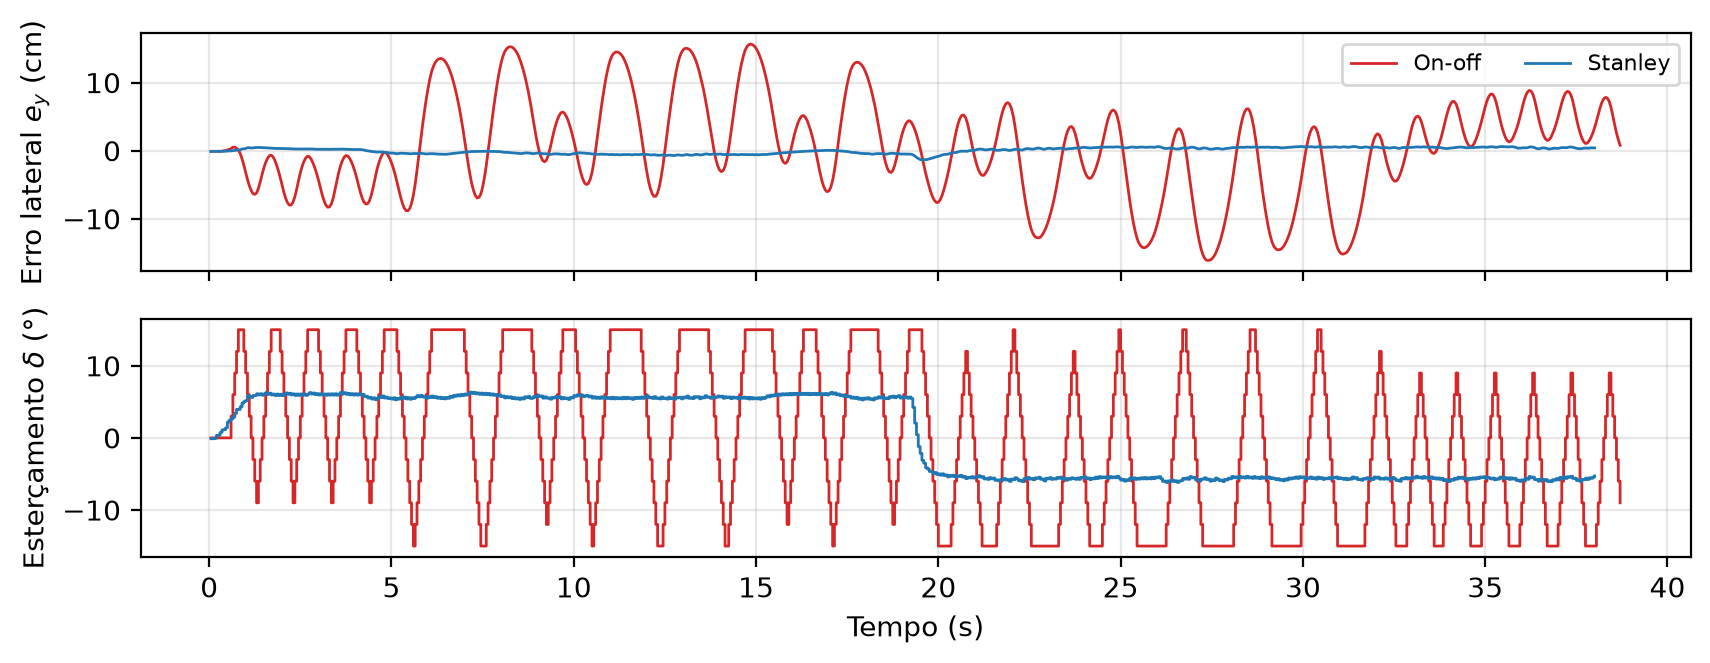 Erro lateral e_y (cm)
10
0
−10
On-off
Stanley
Esterçamento δ (°)
10
0
−10
0 5 10 15 20 25 30 35 40
Tempo (s)